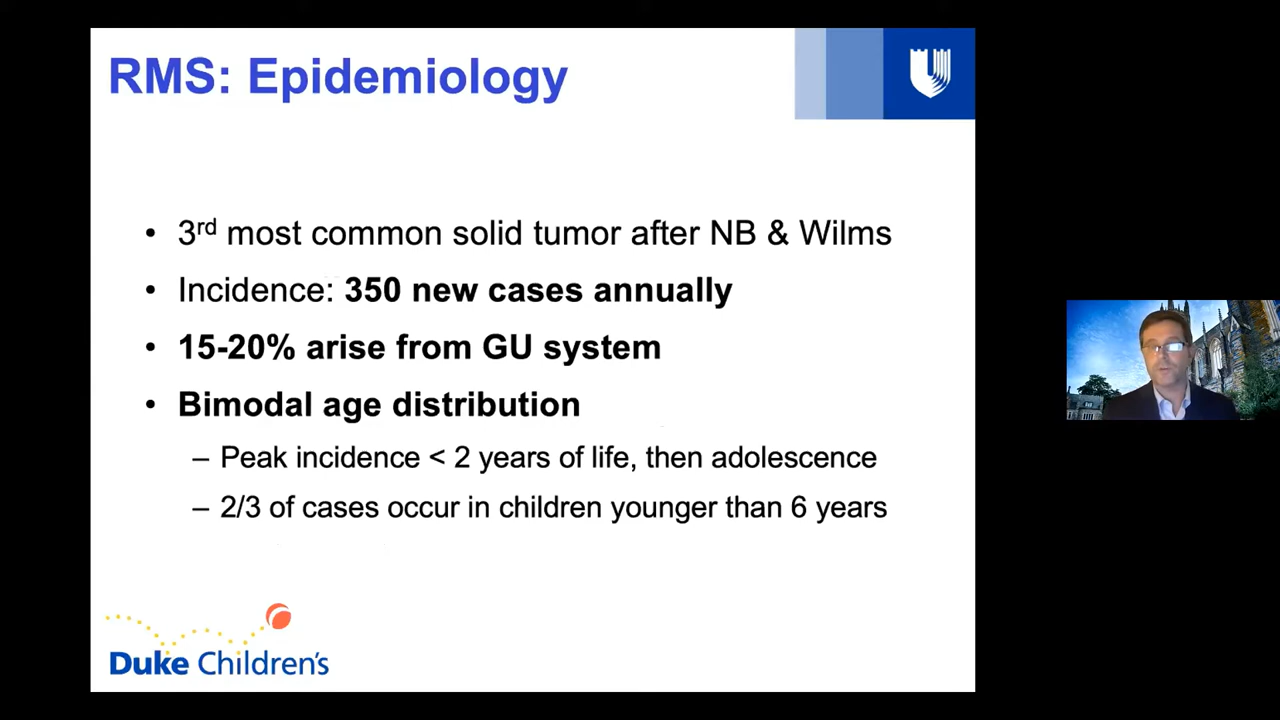 RMS: Epidemiology
• 3rd most common solid tumor after NB & Wilms
• Incidence: 350 new cases annually
• 15-20% arise from GU system
• Bimodal age distribution
– Peak incidence < 2 years of life, then adolescence
– 2/3 of cases occur in children younger than 6 years
Duke Children's